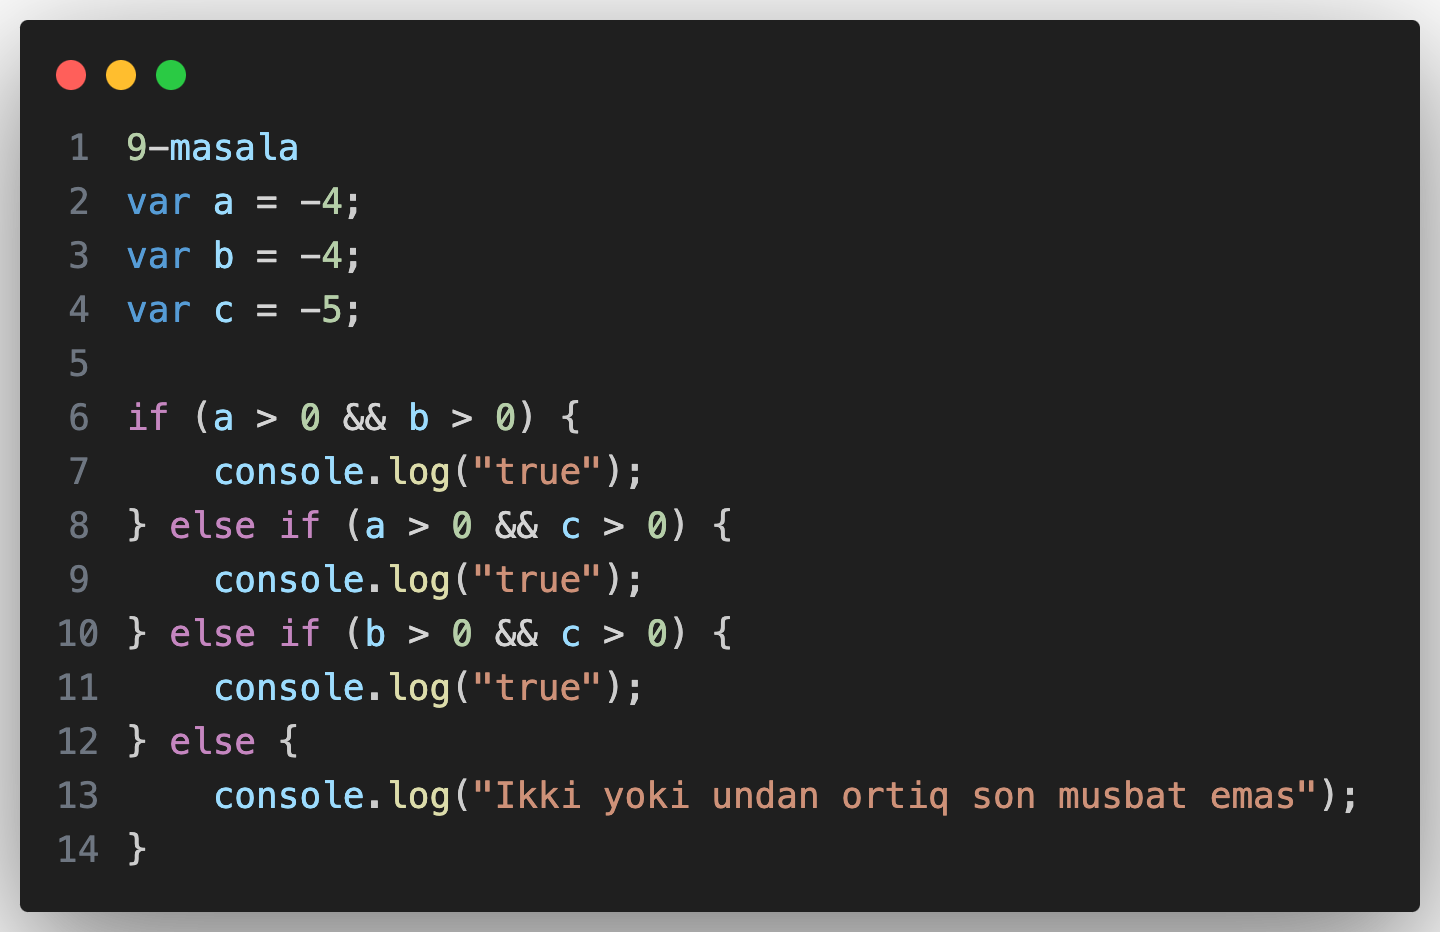 1 9-masala
2 var a = -4;
3 var b = -4;
4 var c = -5;
5
6 if (a > 0 && b > 0) {
7     console.log("true");
8 } else if (a > 0 && c > 0) {
9     console.log("true");
10 } else if (b > 0 && c > 0) {
11     console.log("true");
12 } else {
13     console.log("Ikki yoki undan ortiq son musbat emas");
14 }